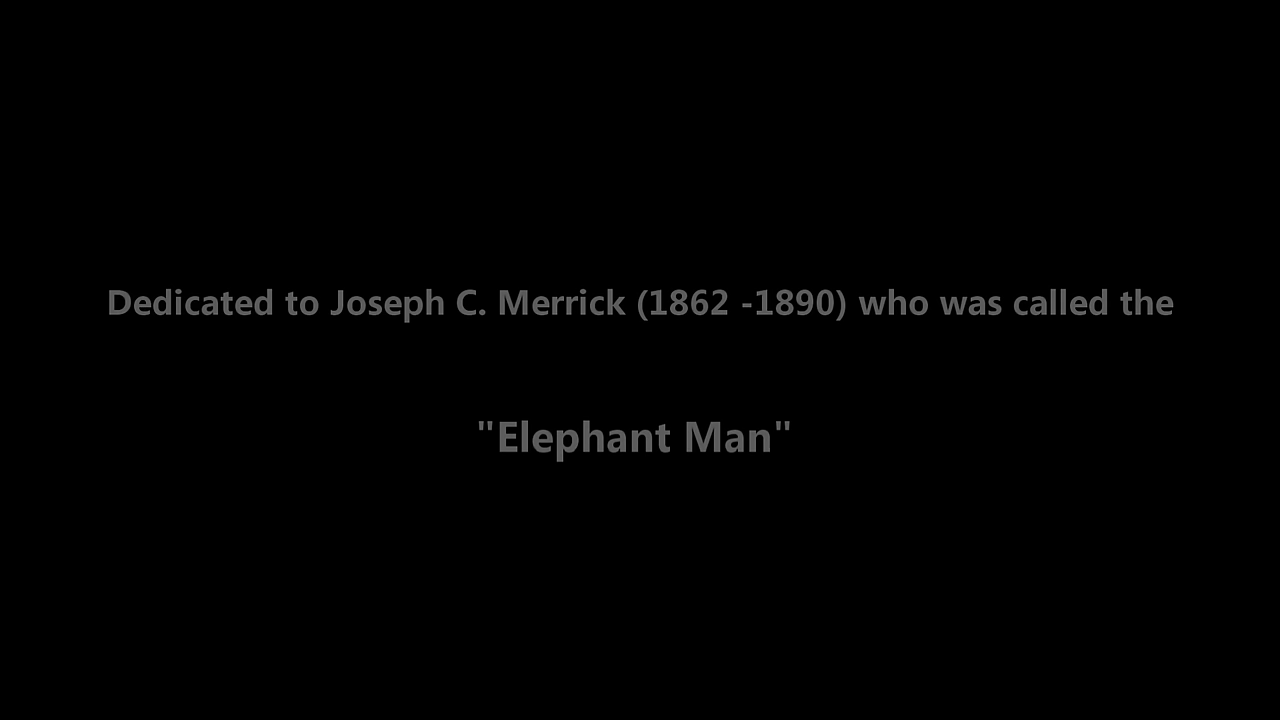 Dedicated to Joseph C. Merrick (1862 -1890) who was called the
"Elephant Man"